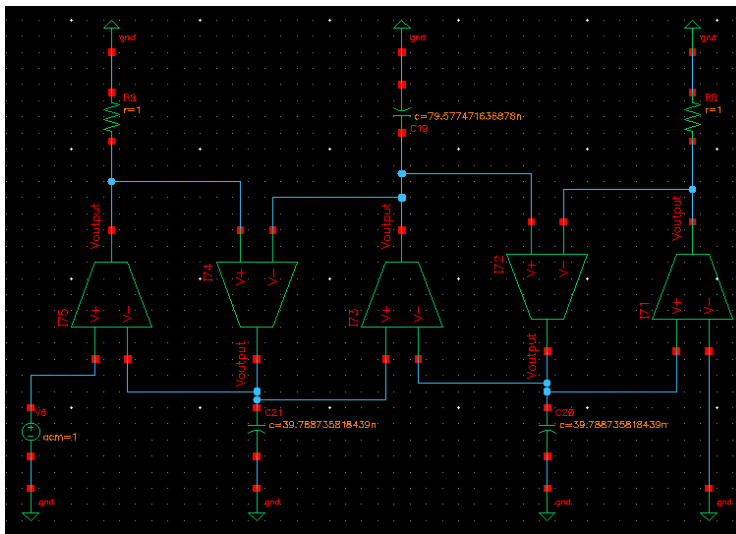 gnd
gnd
gnd
R9
r=1
c=79.577471636878n
C19
R8
r=1
Voutput
V+
V-
I74
Voutput
V+
V-
I72
Voutput
I75
V+
V-
Voutput
I73
V+
V-
Voutput
I71
V+
V-
V6
acm=1
C21
c=39.788735818439n
C20
c=39.788735818439n
gnd
gnd
gnd
gnd